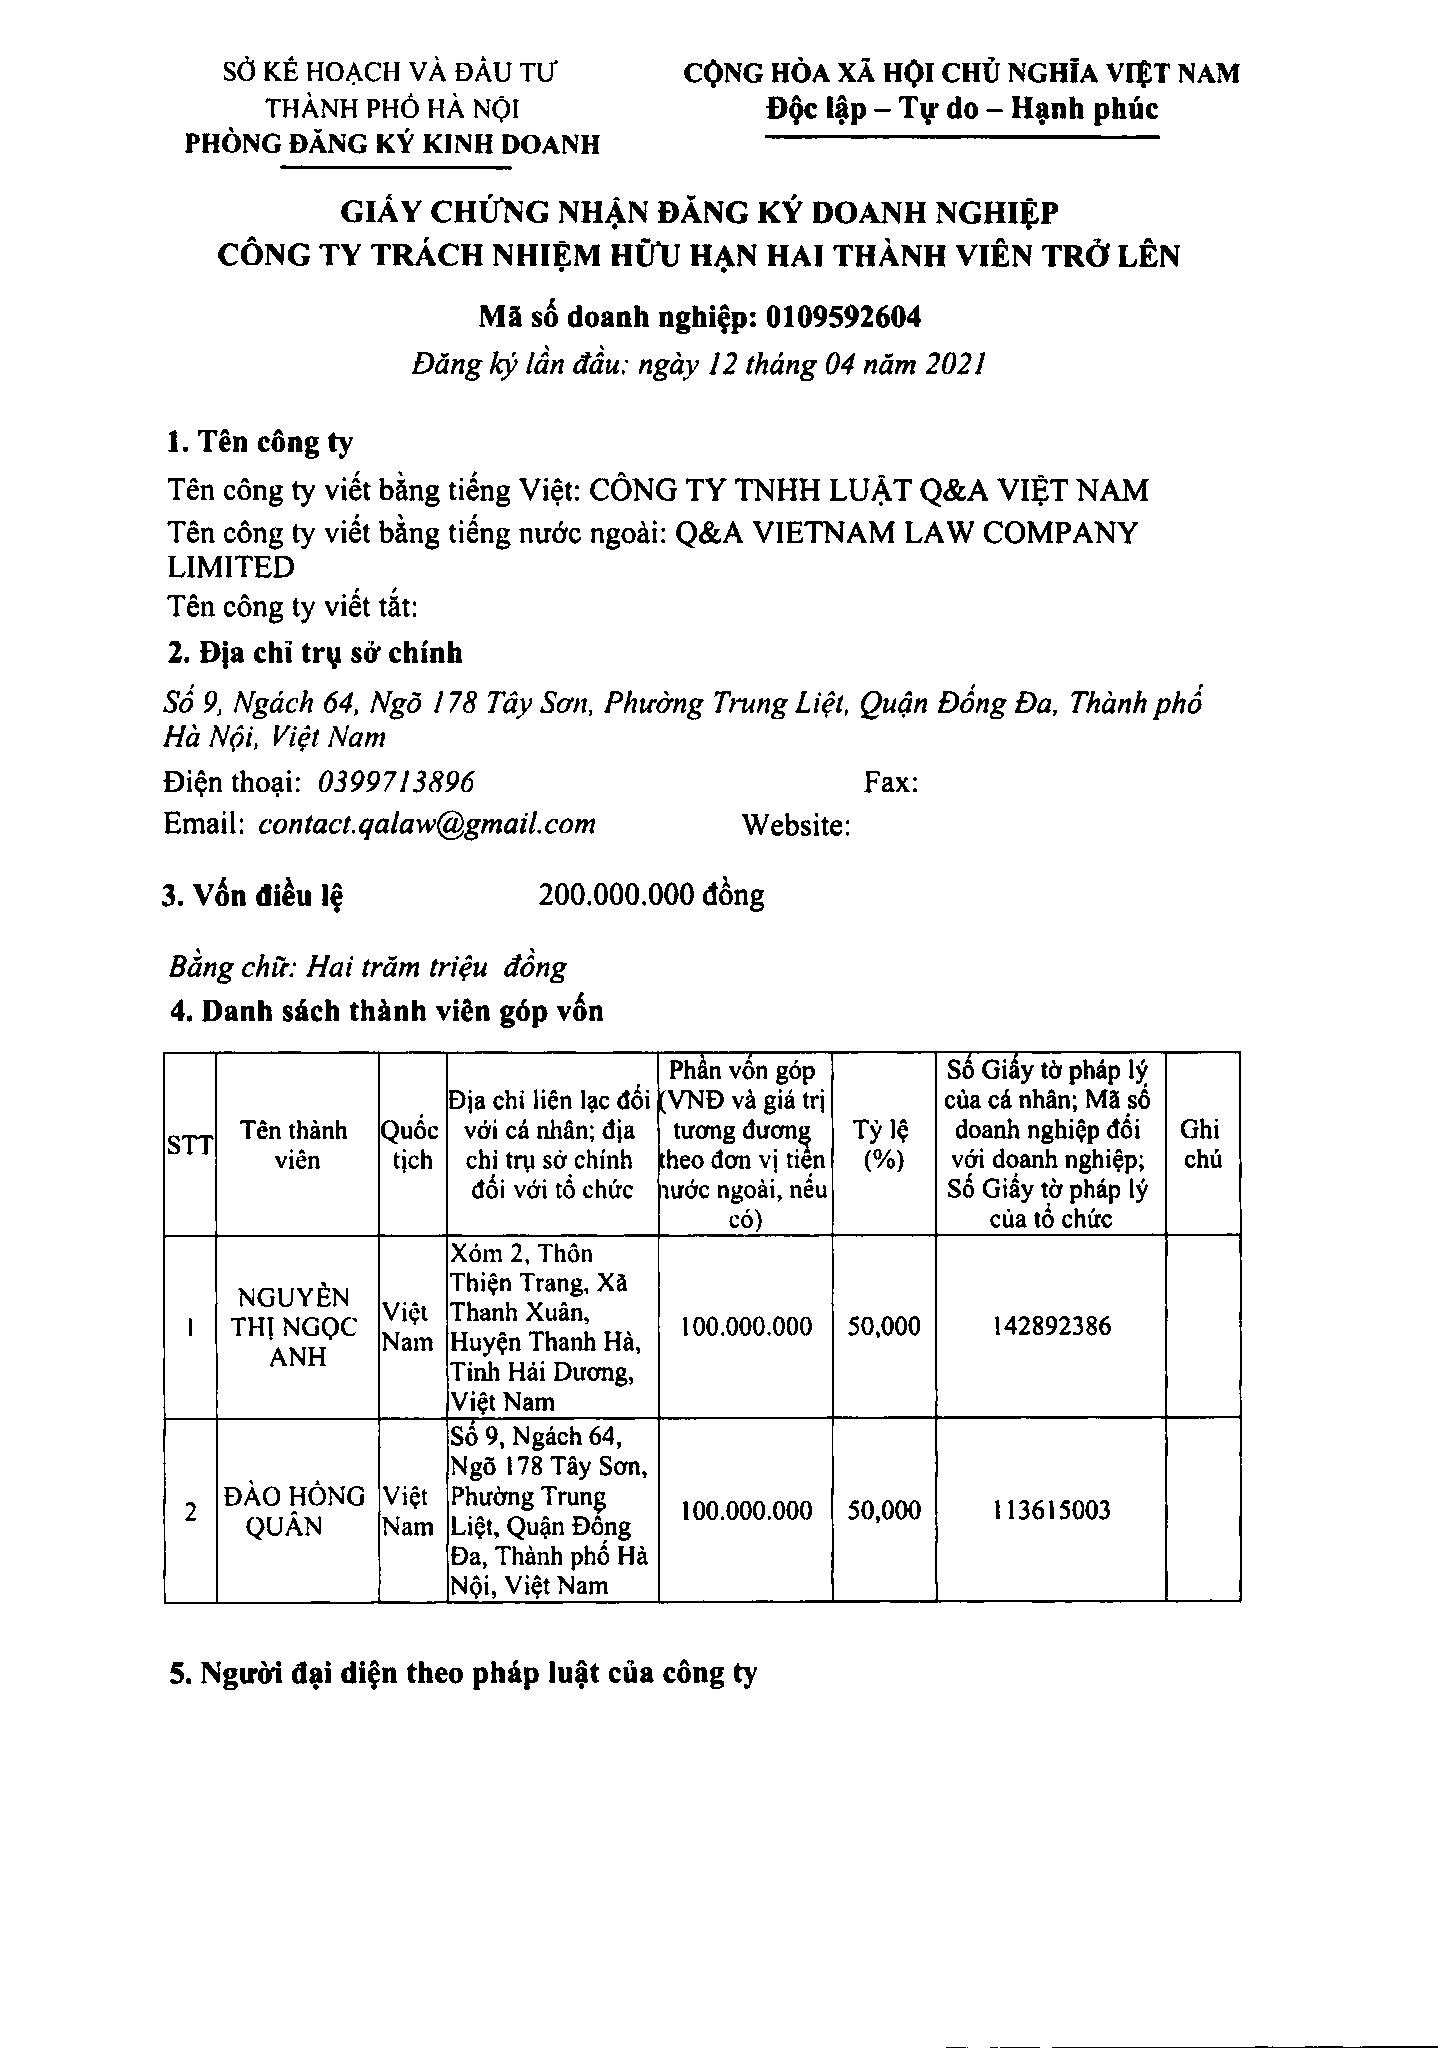 SỞ KẾ HOẠCH VÀ ĐẦU TƯ
THÀNH PHỐ HÀ NỘI
PHÒNG ĐĂNG KÝ KINH DOANH
CỘNG HÒA XÃ HỘI CHỦ NGHĨA VIỆT NAM
Độc lập – Tự do – Hạnh phúc
GIẤY CHỨNG NHẬN ĐĂNG KÝ DOANH NGHIỆP
CÔNG TY TRÁCH NHIỆM HỮU HẠN HAI THÀNH VIÊN TRỞ LÊN
Mã số doanh nghiệp: 0109592604
Đăng ký lần đầu: ngày 12 tháng 04 năm 2021
1. Tên công ty
Tên công ty viết bằng tiếng Việt: CÔNG TY TNHH LUẬT Q&A VIỆT NAM
Tên công ty viết bằng tiếng nước ngoài: Q&A VIETNAM LAW COMPANY
LIMITED
Tên công ty viết tắt:
2. Địa chỉ trụ sở chính
Số 9, Ngách 64, Ngõ 178 Tây Sơn, Phường Trung Liệt, Quận Đống Đa, Thành phố
Hà Nội, Việt Nam
Điện thoại: 0399713896 Fax:
Email: contact.qalaw@gmail.com Website:
3. Vốn điều lệ 200.000.000 đồng
Bằng chữ: Hai trăm triệu đồng
4. Danh sách thành viên góp vốn
STT
Tên thành
viên
Quốc
tịch
Địa chỉ liên lạc đối
với cá nhân; địa
chỉ trụ sở chính
đối với tổ chức
Phần vốn góp
(VNĐ và giá trị
tương đương
theo đơn vị tiền
nước ngoài, nếu
có)
Tỷ lệ
(%)
Số Giấy tờ pháp lý
của cá nhân; Mã số
doanh nghiệp đối
với doanh nghiệp;
Số Giấy tờ pháp lý
của tổ chức
Ghi
chú
1
NGUYỄN
THỊ NGỌC
ANH
Việt
Nam
Xóm 2, Thôn
Thiện Trang, Xã
Thanh Xuân,
Huyện Thanh Hà,
Tỉnh Hải Dương,
Việt Nam
100.000.000
50,000
142892386
2
ĐÀO HỒNG
QUÂN
Việt
Nam
Số 9, Ngách 64,
Ngõ 178 Tây Sơn,
Phường Trung
Liệt, Quận Đống
Đa, Thành phố Hà
Nội, Việt Nam
100.000.000
50,000
113615003
5. Người đại diện theo pháp luật của công ty